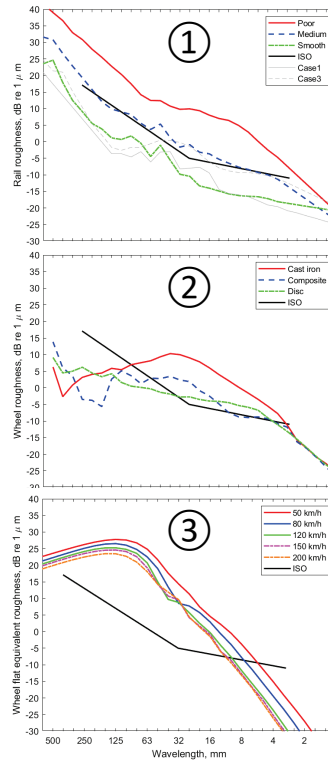 40
35
30
25
20
15
10
5
0
-5
-10
-15
-20
-25
-30
Rail roughness, dB re 1 μ m
1
Poor
Medium
Smooth
ISO
Case1
Case3
40
35
30
25
20
15
10
5
0
-5
-10
-15
-20
-25
-30
Wheel roughness, dB re 1 μ m
2
Cast iron
Composite
Disc
ISO
40
35
30
25
20
15
10
5
0
-5
-10
-15
-20
-25
-30
Wheel flat equivalent roughness, dB re 1 μ m
3
50 km/h
80 km/h
120 km/h
150 km/h
200 km/h
ISO
500 250 125 63 32 16 8 4 2
Wavelength, mm